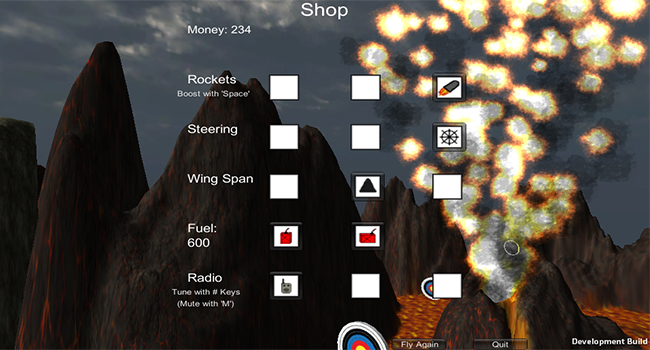 Shop
Money: 234
Rockets
Boost with 'Space'
Steering
Wing Span
Fuel:
600
Radio
Tune with # Keys
(Mute with 'M')
Fly Again
Quit
Development Build